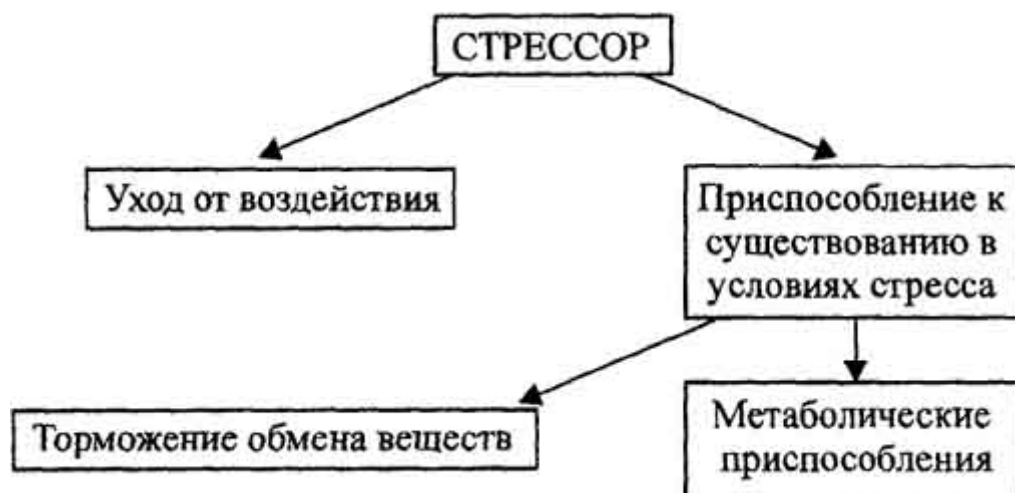 СТРЕССОР
Уход от воздействия
Приспособление к
существованию в
условиях стресса
Торможение обмена веществ
Метаболические
приспособления